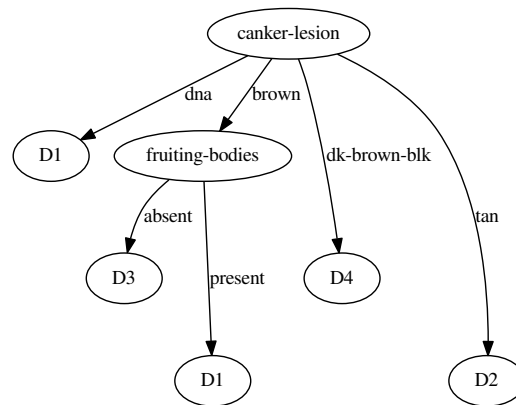 canker-lesion
dna
brown
D1
fruiting-bodies
dk-brown-blk
absent
tan
D3
present
D4
D1
D2